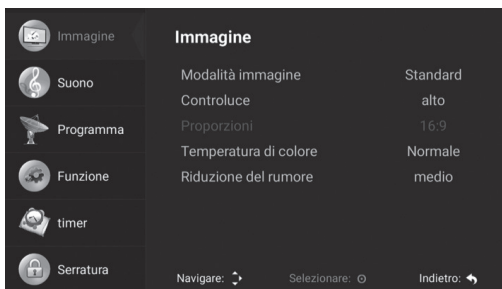 Immagine
Suono
Programma
Funzione
timer
Serratura
Immagine
Modalità immagine Standard
Controluce alto
Proporzioni 16:9
Temperatura di colore Normale
Riduzione del rumore medio
Navigare: Selezionare: Indietro: